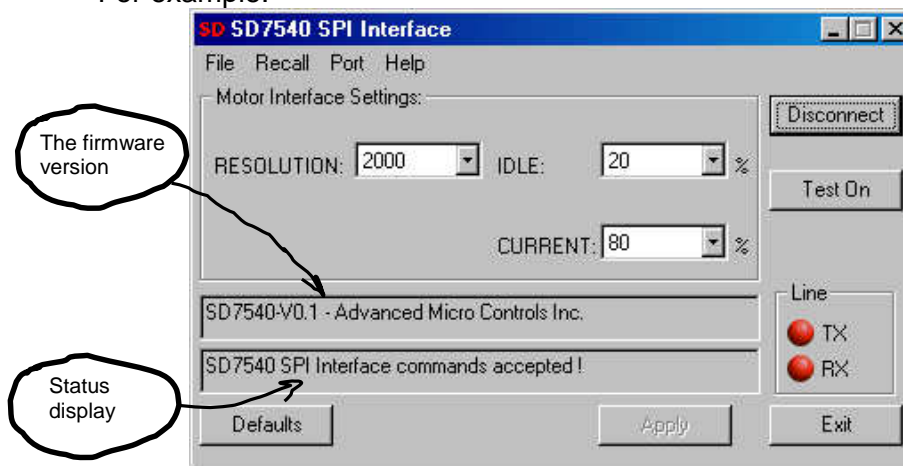 For example:
SD SD7540 SPI Interface
File Recall Port Help
Motor Interface Settings:
Disconnect
The firmware
version
RESOLUTION: 2000 IDLE: 20 %
Test On
CURRENT: 80 %
Line
SD7540-V0.1 - Advanced Micro Controls Inc.
TX
SD7540 SPI Interface commands accepted !
RX
Status
display
Defaults Apply Exit